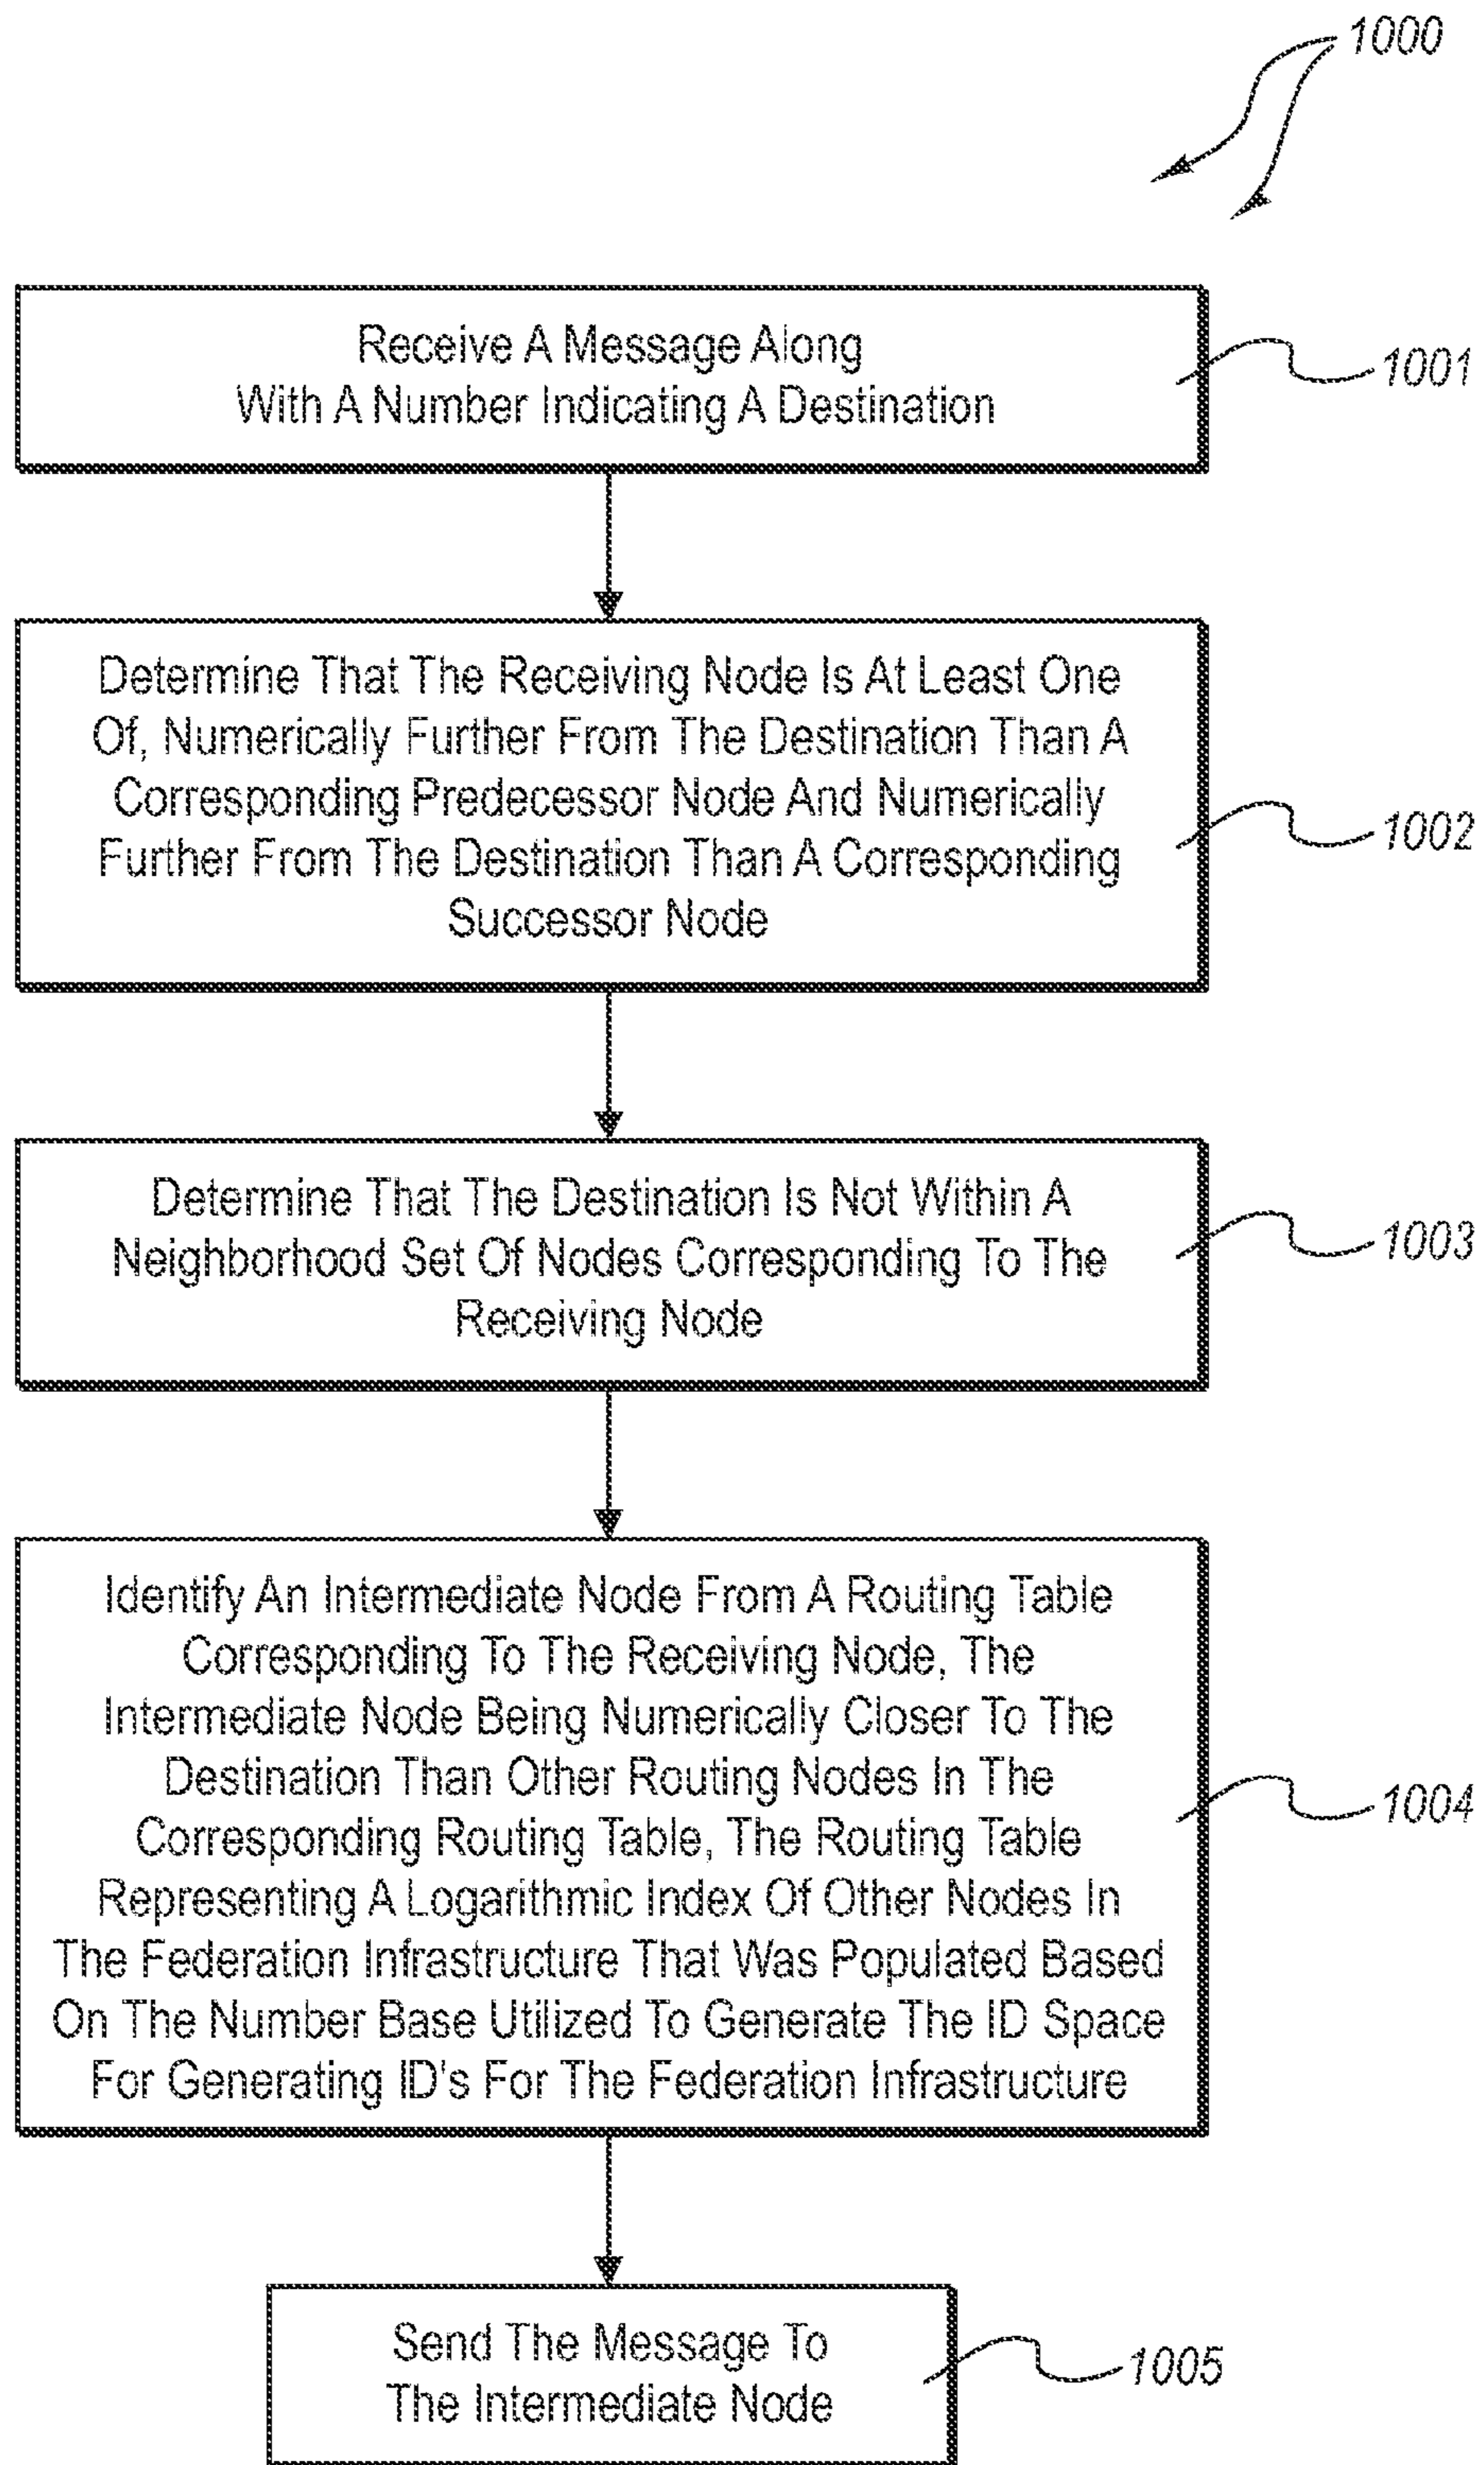 1000
Receive A Message Along
With A Number Indicating A Destination
1001
Determine That The Receiving Node Is At Least One
Of, Numerically Further From The Destination Than A
Corresponding Predecessor Node And Numerically
Further From The Destination Than A Corresponding
Successor Node
1002
Determine That The Destination Is Not Within A
Neighborhood Set Of Nodes Corresponding To The
Receiving Node
1003
Identify An Intermediate Node From A Routing Table
Corresponding To The Receiving Node, The
Intermediate Node Being Numerically Closer To The
Destination Than Other Routing Nodes In The
Corresponding Routing Table, The Routing Table
Representing A Logarithmic Index Of Other Nodes In
The Federation Infrastructure That Was Populated Based
On The Number Base Utilized To Generate The ID Space
For Generating ID's For The Federation Infrastructure
1004
Send The Message To
The Intermediate Node
1005